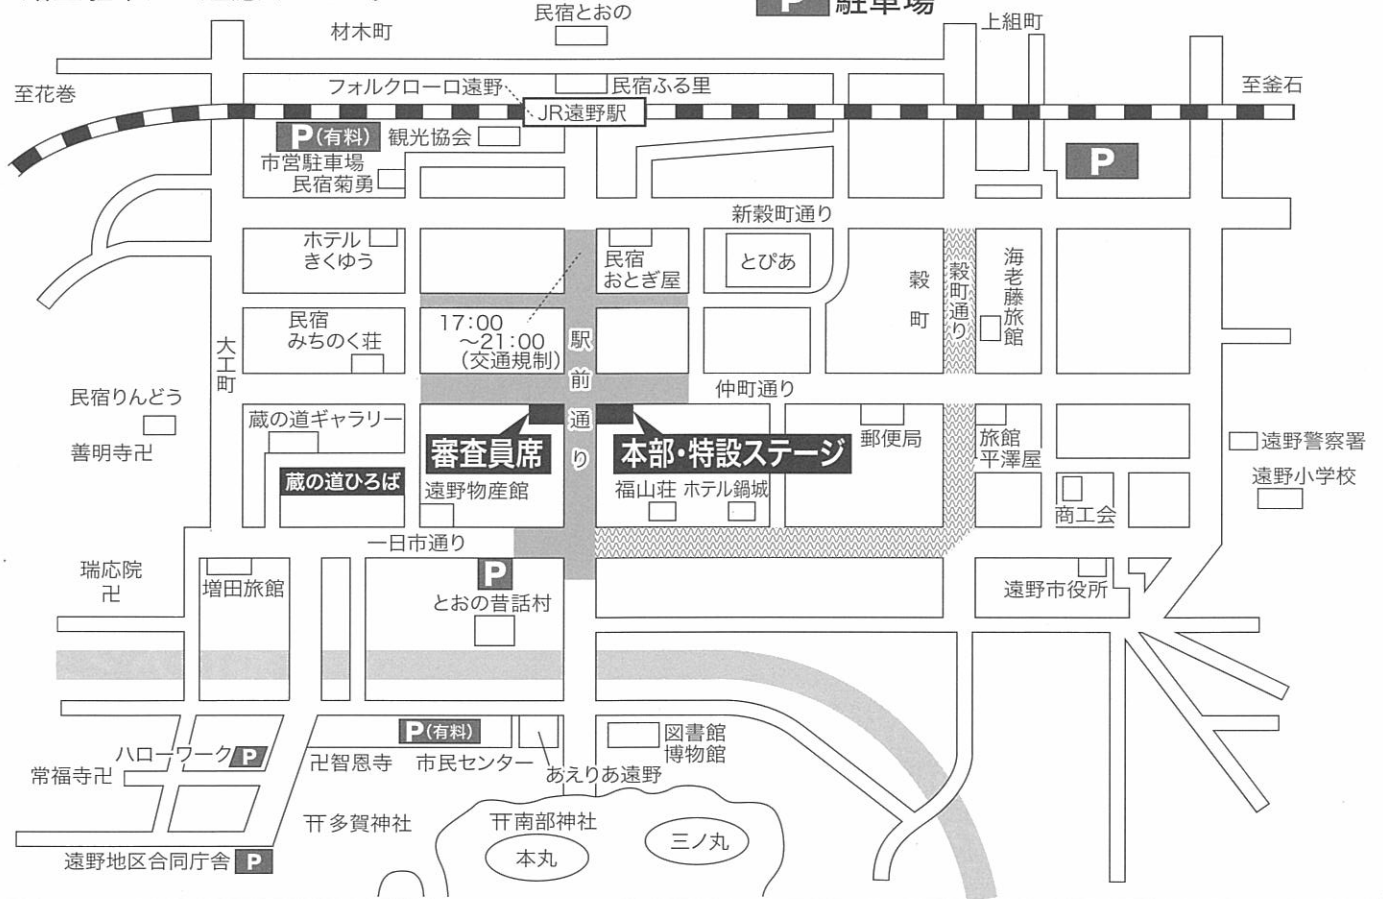 P 駐車場
民宿とおの
材木町
上組町
至花巻
フォルクローロ遠野
民宿ふる里
至釜石
JR遠野駅
P(有料)
観光協会
市営駐車場
民宿菊勇
P
新穀町通り
ホテル
きくゆう
民宿
おとぎ屋
とぴあ
穀町
穀町通り
海老藤旅館
17:00
~21:00
(交通規制)
民宿
みちのく荘
駅前通り
大工町
仲町通り
民宿りんどう
善明寺卍
蔵の道ギャラリー
審査員席
本部・特設ステージ
郵便局
旅館
平澤屋
遠野警察署
遠野小学校
蔵の道ひろば
遠野物産館
福山荘
ホテル鍋城
商工会
一日市通り
瑞応院
卍
増田旅館
P
とおの昔話村
遠野市役所
P(有料)
図書館
博物館
ハローワーク P
卍智恩寺
市民センター
あえりあ遠野
常福寺卍
⛩多賀神社
⛩南部神社
本丸
三ノ丸
遠野地区合同庁舎 P